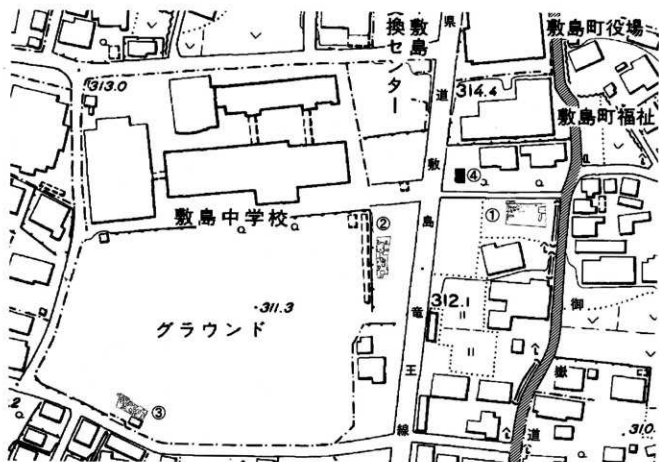 敷島
換センター
県道敷島竜王線
敷島町役場
313.0
314.4
敷島町福祉
④
①
敷島中学校
②
312.1
311.3
グラウンド
御嶽道
③
2
310.